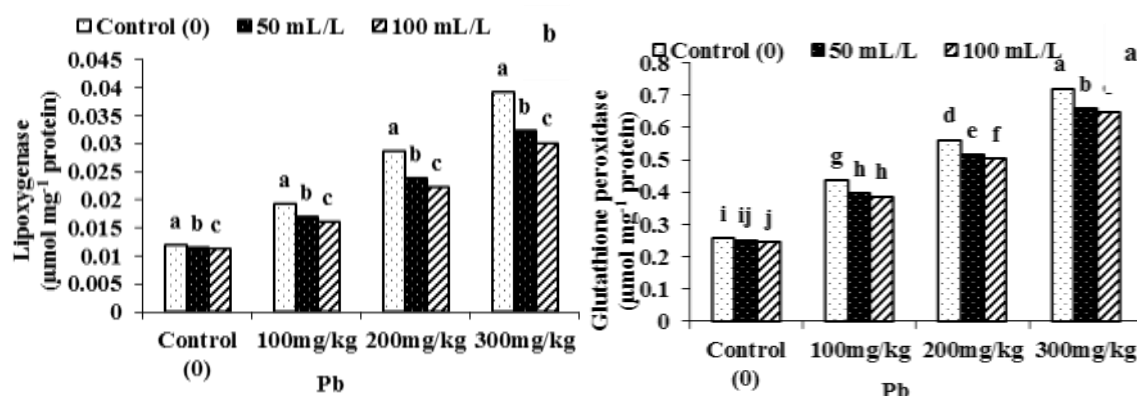 Control (0) 50 mL/L 100 mL/L b
Lipoxygenase
(µmol mg-1 protein)
0.045
0.04
0.035
0.03
0.025
0.02
0.015
0.01
0.005
0
a b c
a b c
a b c
a b c
Control
(0)
100mg/kg
200mg/kg
300mg/kg
Pb
Control (0) 50 mL/L 100 mL/L a
Glutathione peroxidase
(µmol mg-1 protein)
0.8
0.7
0.6
0.5
0.4
0.3
0.2
0.1
0
i ij j
g h h
d e f
a b
Control
(0)
100mg/kg
200mg/kg
300mg/kg
Pb